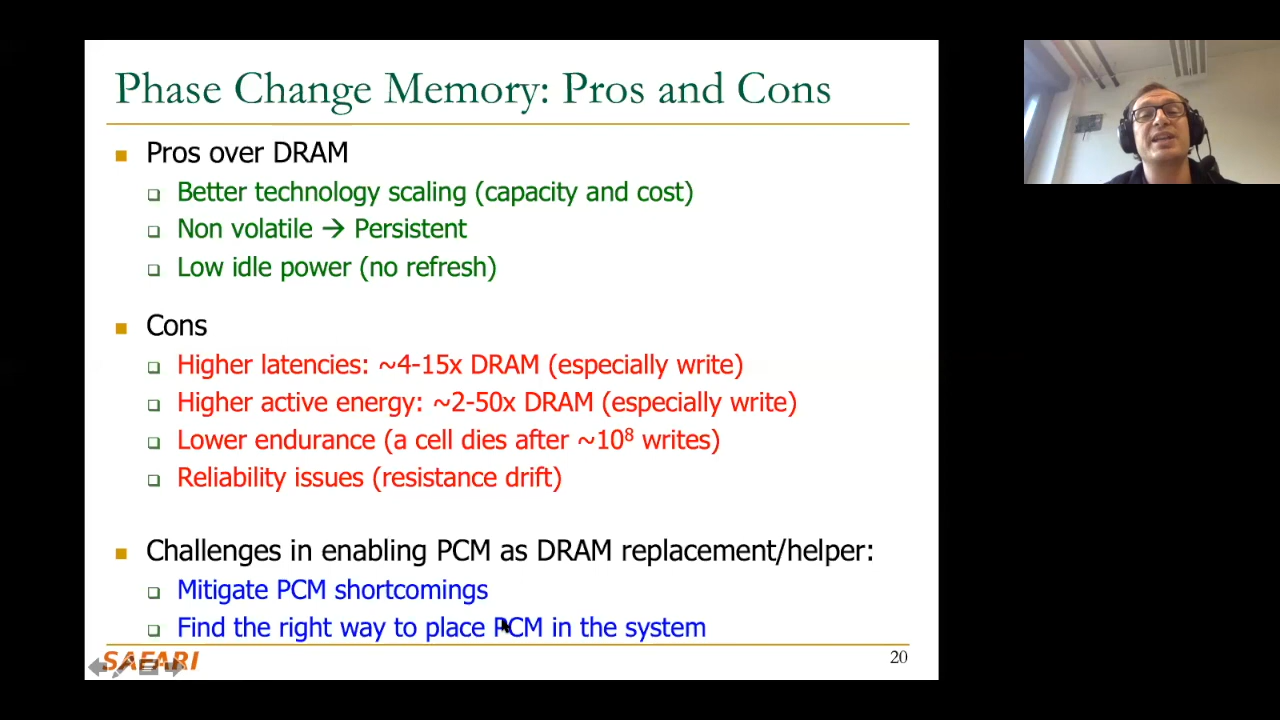 Phase Change Memory: Pros and Cons
Pros over DRAM
Better technology scaling (capacity and cost)
Non volatile → Persistent
Low idle power (no refresh)
Cons
Higher latencies: ~4-15x DRAM (especially write)
Higher active energy: ~2-50x DRAM (especially write)
Lower endurance (a cell dies after ~10⁸ writes)
Reliability issues (resistance drift)
Challenges in enabling PCM as DRAM replacement/helper:
Mitigate PCM shortcomings
Find the right way to place PCM in the system
SAFARI
20